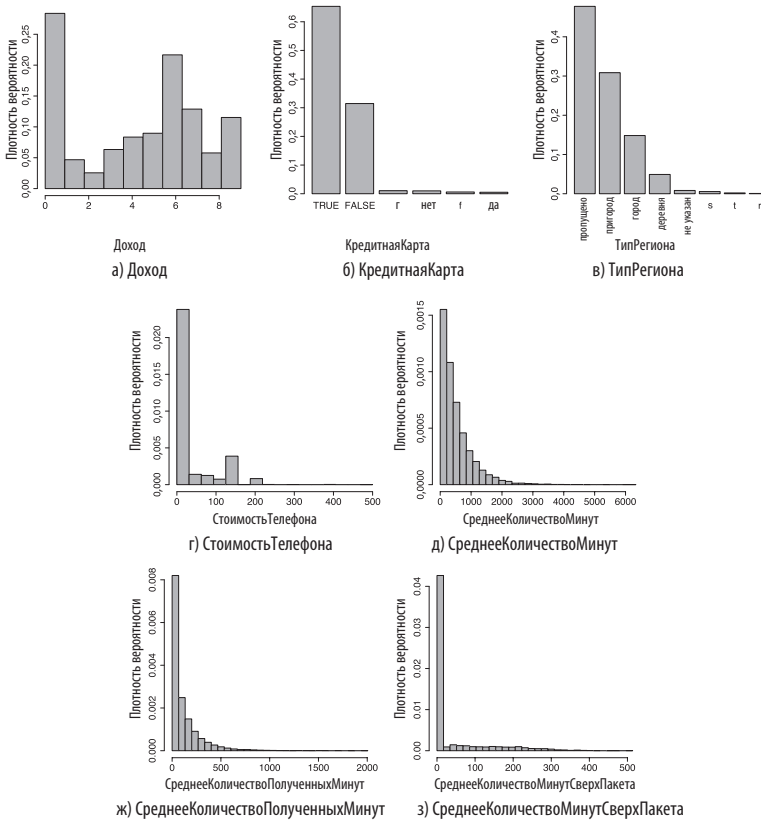 Плотность вероятности
0,00 0,05 0,10 0,15 0,20 0,25
0 2 4 6 8
Доход
а) Доход
Плотность вероятности
0,0 0,1 0,2 0,3 0,4 0,5 0,6
TRUE FALSE г нет f да
КредитнаяКарта
б) КредитнаяКарта
Плотность вероятности
0,0 0,1 0,2 0,3 0,4
пропущено пригород город деревня не указан s t r
ТипРегиона
в) ТипРегиона
Плотность вероятности
0,000 0,005 0,010 0,015 0,020
0 100 200 300 400 500
СтоимостьТелефона
г) СтоимостьТелефона
Плотность вероятности
0,0000 0,0005 0,0010 0,0015
0 1000 2000 3000 4000 5000 6000
СреднееКоличествоМинут
д) СреднееКоличествоМинут
Плотность вероятности
0.000 0.002 0.004 0.006 0.008
0 500 1000 1500 2000
СреднееКоличествоПолученныхМинут
ж) СреднееКоличествоПолученныхМинут
Плотность вероятности
0.00 0.01 0.02 0.03 0.04
0 100 200 300 400 500
СреднееКоличествоМинутСверхПакета
з) СреднееКоличествоМинутСверхПакета